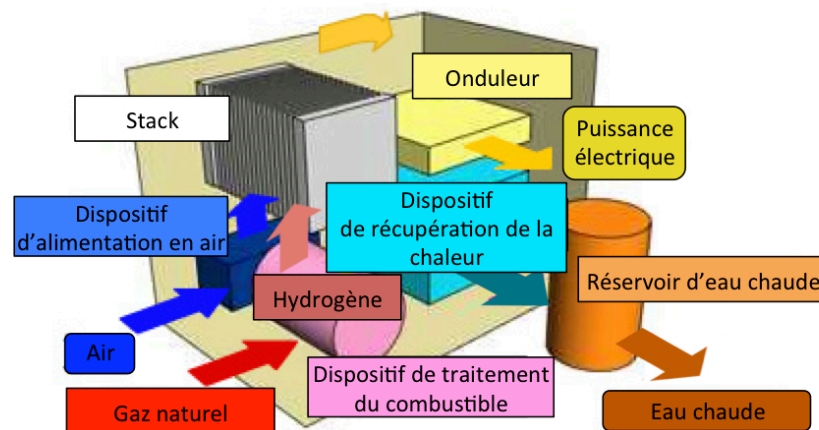 Onduleur
Stack
Puissance
électrique
Dispositif
d'alimentation en air
Dispositif
de récupération de la
chaleur
Réservoir d'eau chaude
Hydrogène
Air
Dispositif de traitement
du combustible
Gaz naturel
Eau chaude